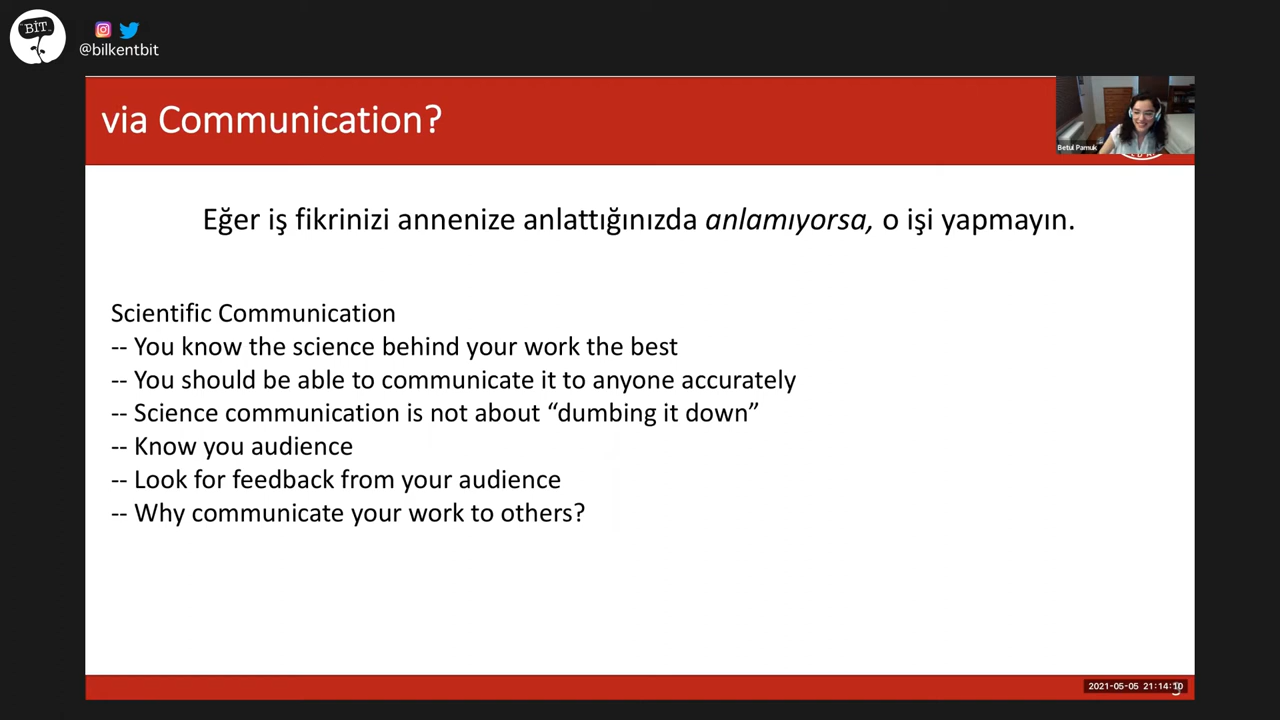 BİT
@bilkentbit
via Communication?
Betul Pamuk
Eğer iş fikrinizi annenize anlattığınızda anlamıyorsa, o işi yapmayın.
Scientific Communication
-- You know the science behind your work the best
-- You should be able to communicate it to anyone accurately
-- Science communication is not about “dumbing it down”
-- Know you audience
-- Look for feedback from your audience
-- Why communicate your work to others?
2021-05-05 21:14:10